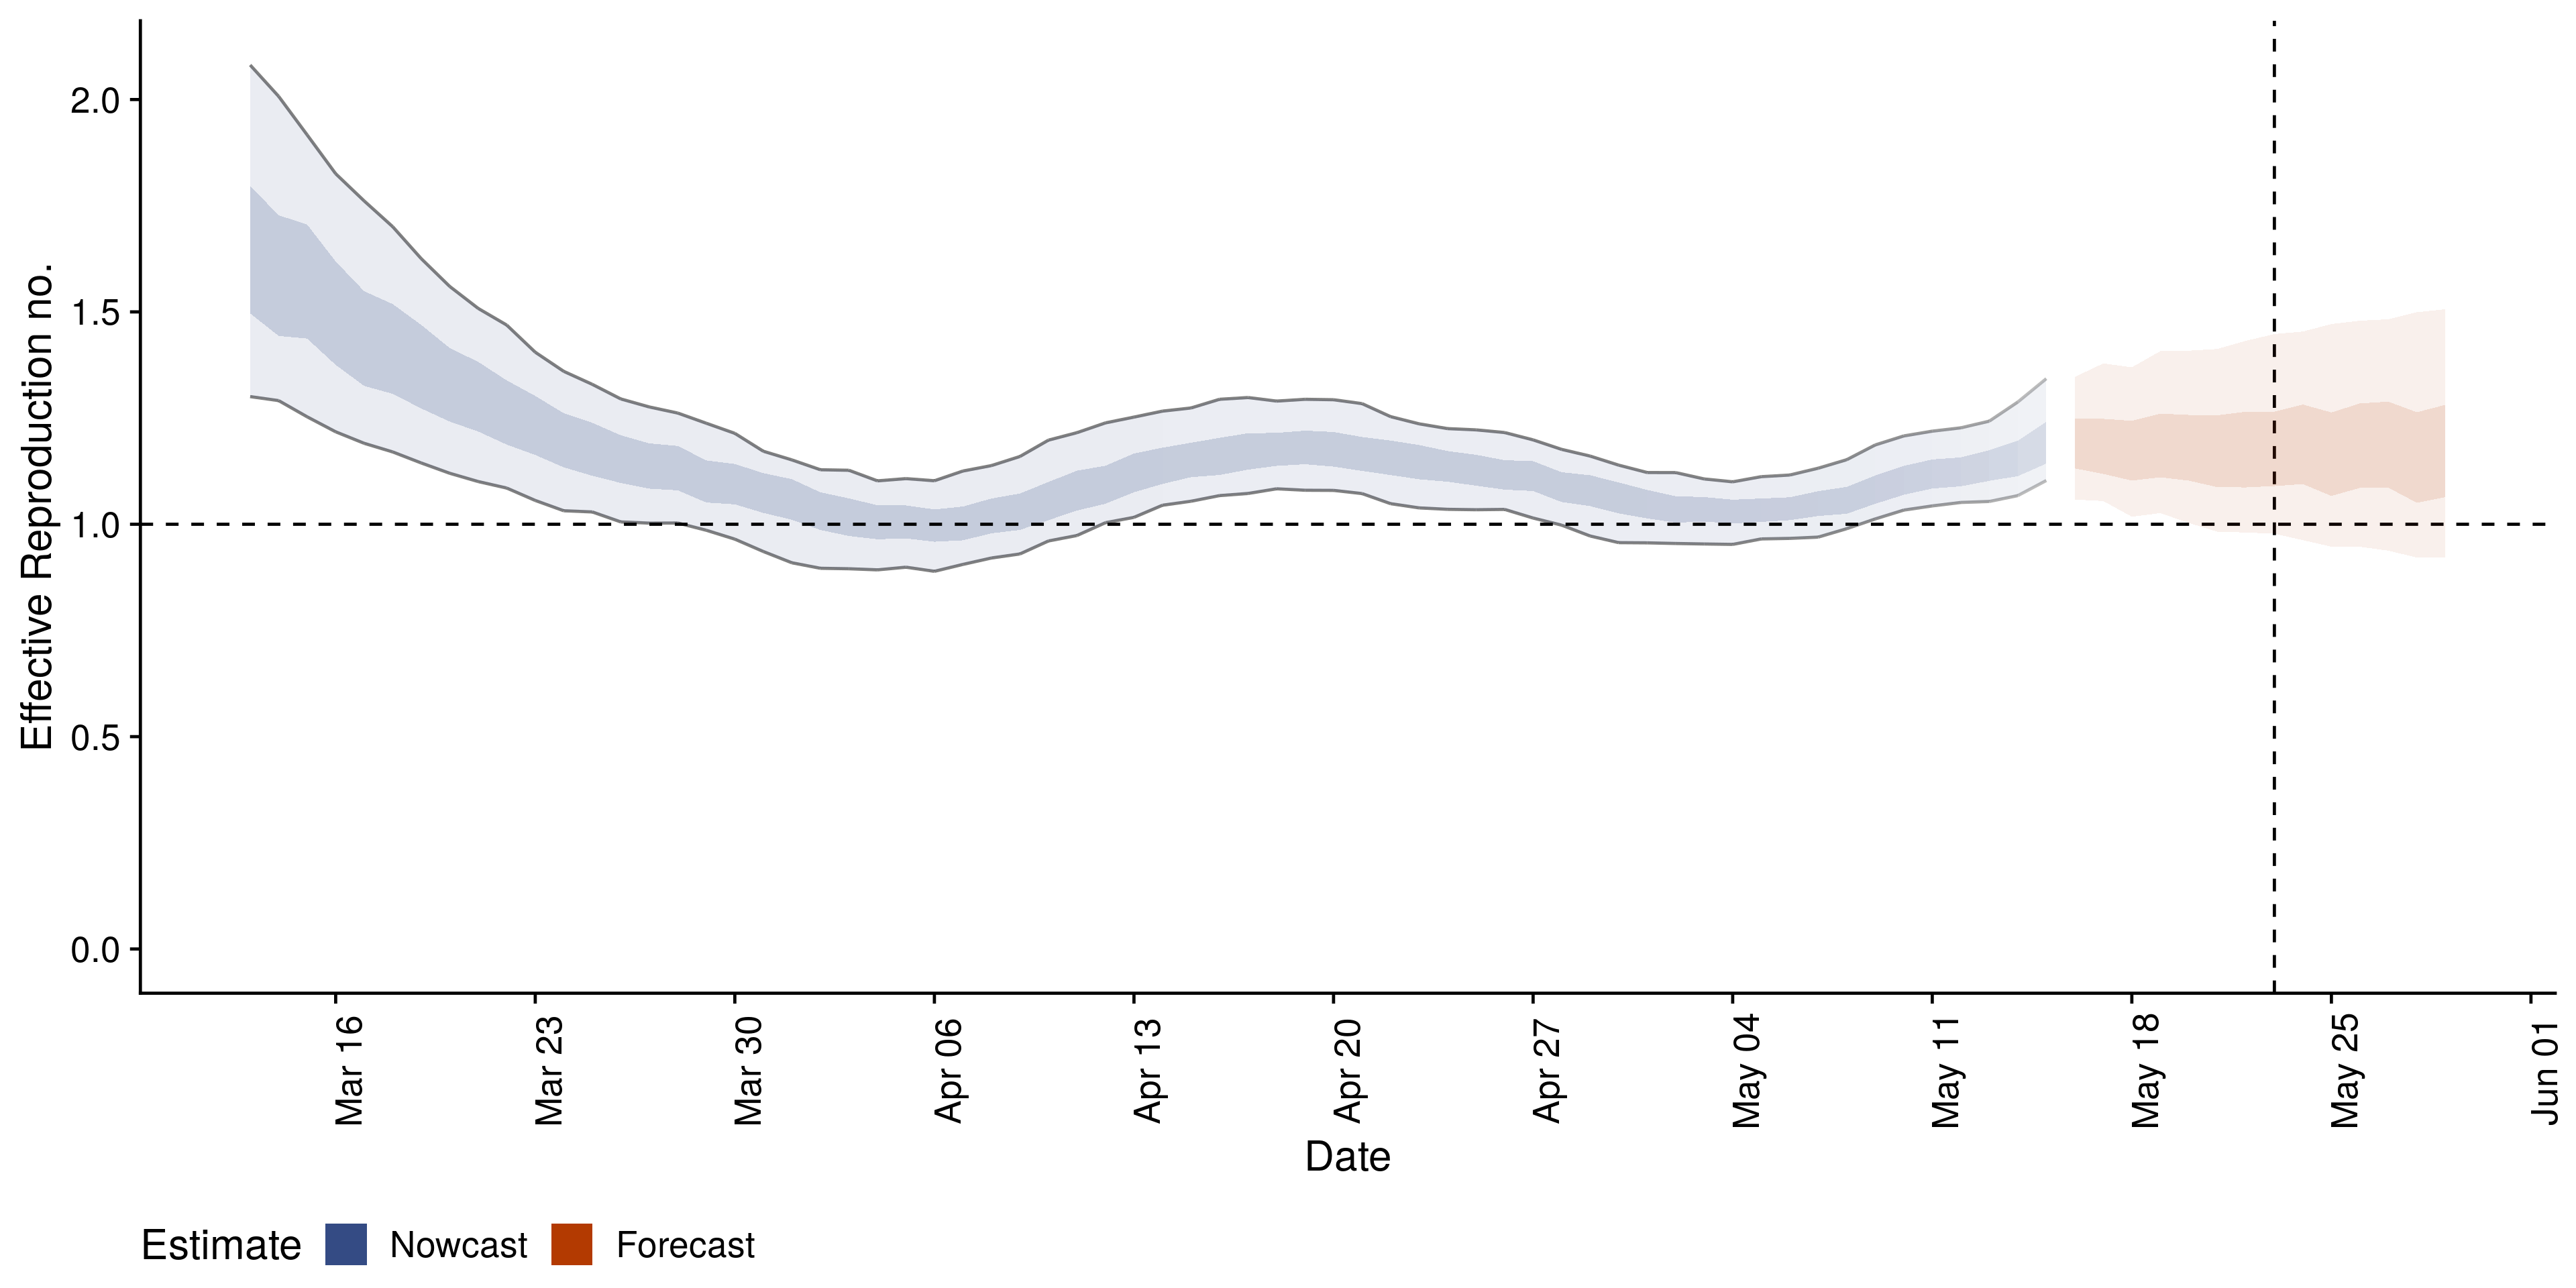 Effective Reproduction no.
2.0
1.5
1.0
0.5
0.0
Mar 16
Mar 23
Mar 30
Apr 06
Apr 13
Apr 20
Apr 27
May 04
May 11
May 18
May 25
Jun 01
Date
Estimate Nowcast Forecast